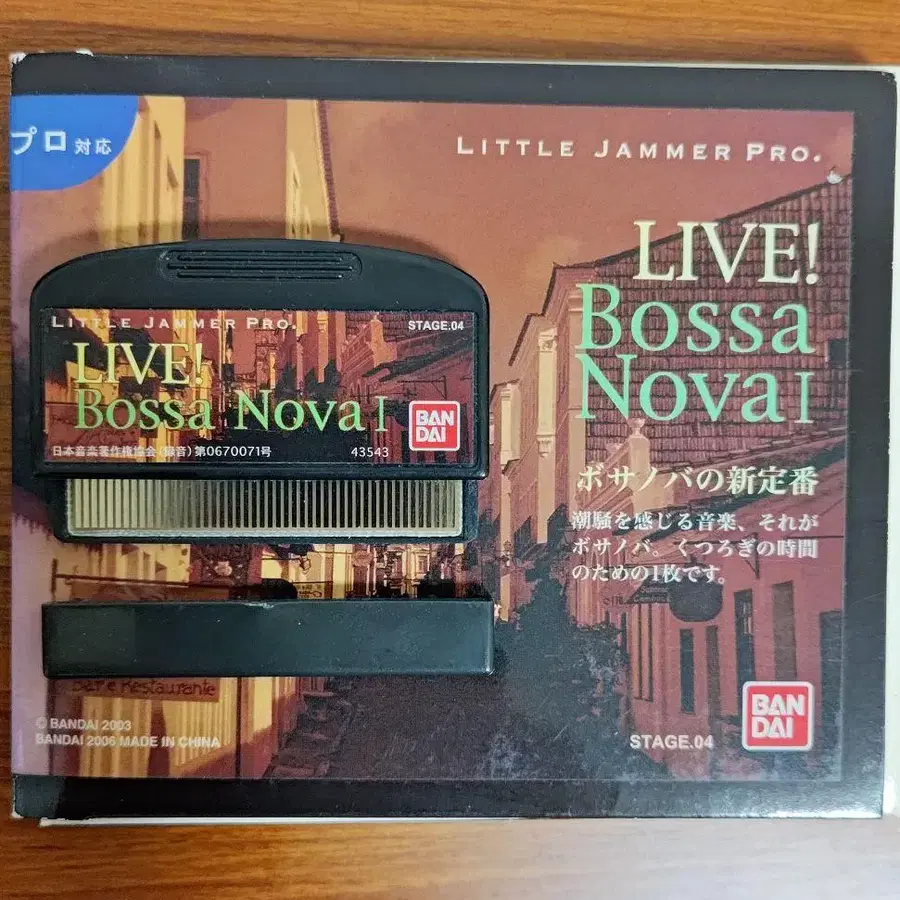 プロ対応
LITTLE JAMMER PRO.
LIVE!
Bossa
Nova I
ボサノバの新定番
潮騒を感じる音楽、それが
ボサノバ。くつろぎの時間
のための1枚です。
LITTLE JAMMER PRO.
STAGE.04
LIVE!
Bossa Nova I
BAN
DAI
日本音楽著作権協会(録音)第0670071号
43543
Bar e Restaurante
© BANDAI 2003
BANDAI 2006 MADE IN CHINA
STAGE.04
BAN
DAI